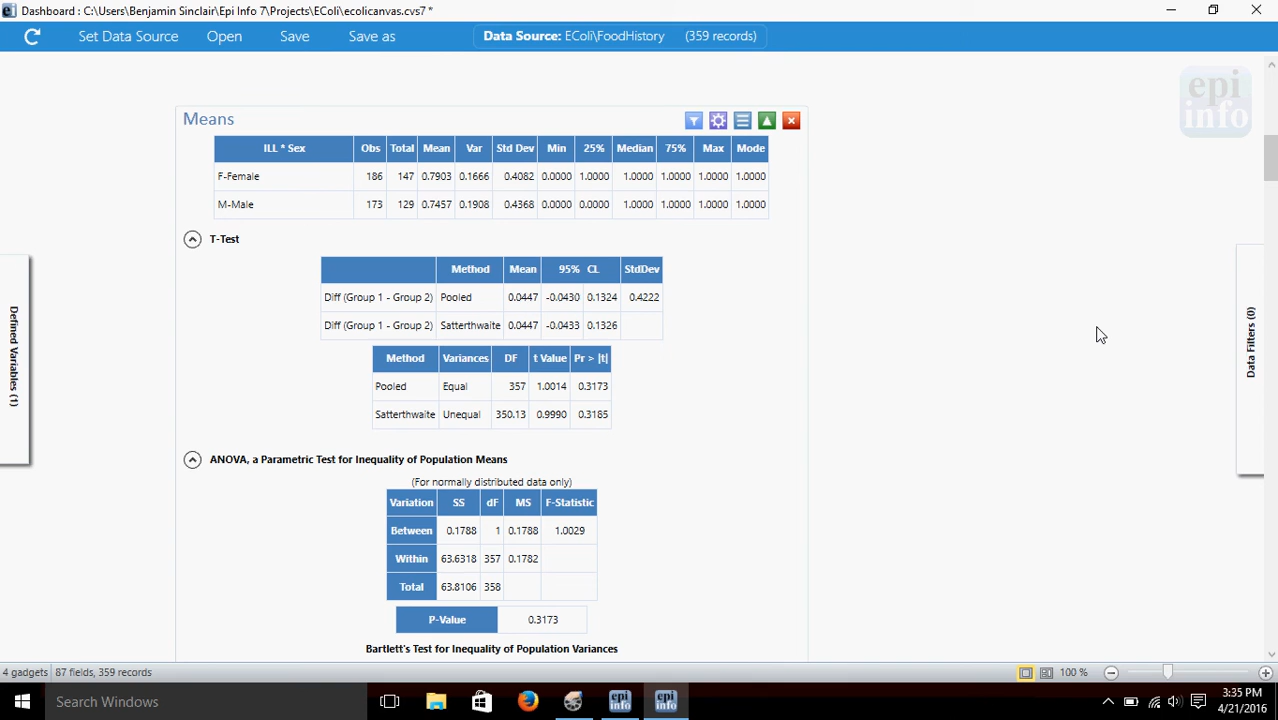 Dashboard : C:\Users\Benjamin Sinclair\Epi Info 7\Projects\EColi\ecolicanvas.cvs7 *
Set Data Source Open Save Save as Data Source: EColi\FoodHistory (359 records)
epi
info
Means
ILL * Sex Obs Total Mean Var Std Dev Min 25% Median 75% Max Mode
F-Female 186 147 0.7903 0.1666 0.4082 0.0000 1.0000 1.0000 1.0000 1.0000 1.0000
M-Male 173 129 0.7457 0.1908 0.4368 0.0000 0.0000 1.0000 1.0000 1.0000 1.0000
T-Test
Method Mean 95% CL StdDev
Diff (Group 1 - Group 2) Pooled 0.0447 -0.0430 0.1324 0.4222
Diff (Group 1 - Group 2) Satterthwaite 0.0447 -0.0433 0.1326
Method Variances DF t Value Pr > |t|
Pooled Equal 357 1.0014 0.3173
Satterthwaite Unequal 350.13 0.9990 0.3185
ANOVA, a Parametric Test for Inequality of Population Means
(For normally distributed data only)
Variation SS dF MS F-Statistic
Between 0.1788 1 0.1788 1.0029
Within 63.6318 357 0.1782
Total 63.8106 358
P-Value 0.3173
Bartlett's Test for Inequality of Population Variances
Defined Variables (1)
Data Filters (0)
4 gadgets 87 fields, 359 records 100 %
Search Windows
epi
info
epi
info
3:35 PM
4/21/2016